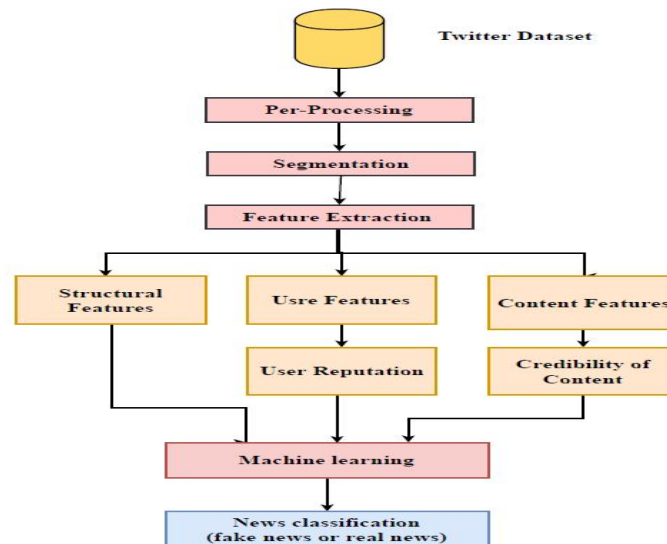 Twitter Dataset
Per-Processing
Segmentation
Feature Extraction
Structural
Features
Usre Features
Content Features
User Reputation
Credibility of
Content
Machine learning
News classification
(fake news or real news)